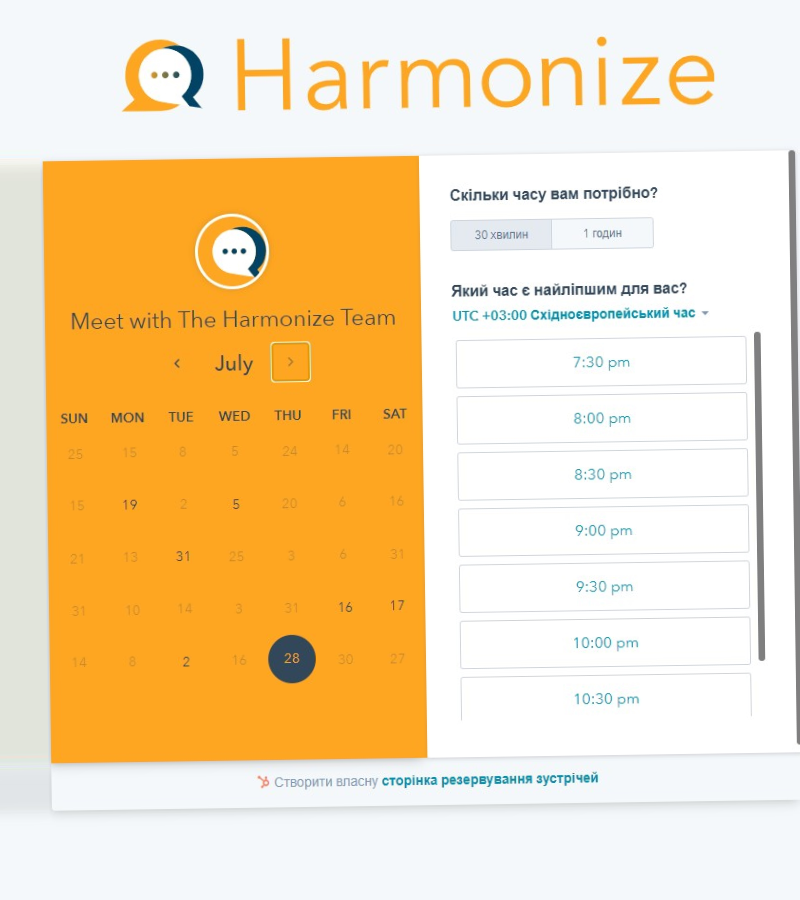 Harmonize
Meet with The Harmonize Team
July
SUN MON TUE WED THU FRI SAT
25 15 8 5 24 14 20
15 19 2 5 20 6 16
21 13 31 25 3 6 31
31 10 14 3 31 16 17
14 8 2 16 28 30 27
Скільки часу вам потрібно?
30 хвилин 1 годин
Який час є найліпшим для вас?
UTC +03:00 Східноєвропейський час
7:30 pm
8:00 pm
8:30 pm
9:00 pm
9:30 pm
10:00 pm
10:30 pm
Створити власну сторінка резервування зустрічей